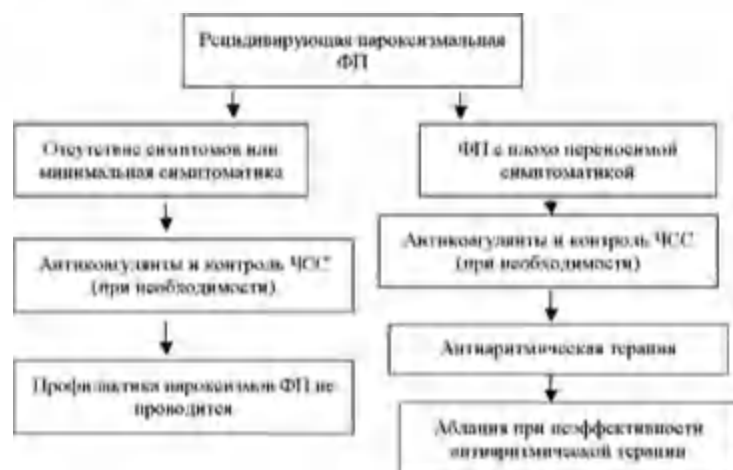 Рецидивирующая пароксизмальная
ФП
Отсутствие симптомов или
минимальная симптоматика
ФП с плохо переносимой
симптоматикой
Антикоагулянты и контроль ЧСС
(при необходимости)
Антикоагулянты и контроль ЧСС
(при необходимости)
Антиаритмическая терапия
Профилактика пароксизмов ФП не
проводится
Аблация при неэффективности
антиаритмической терапии